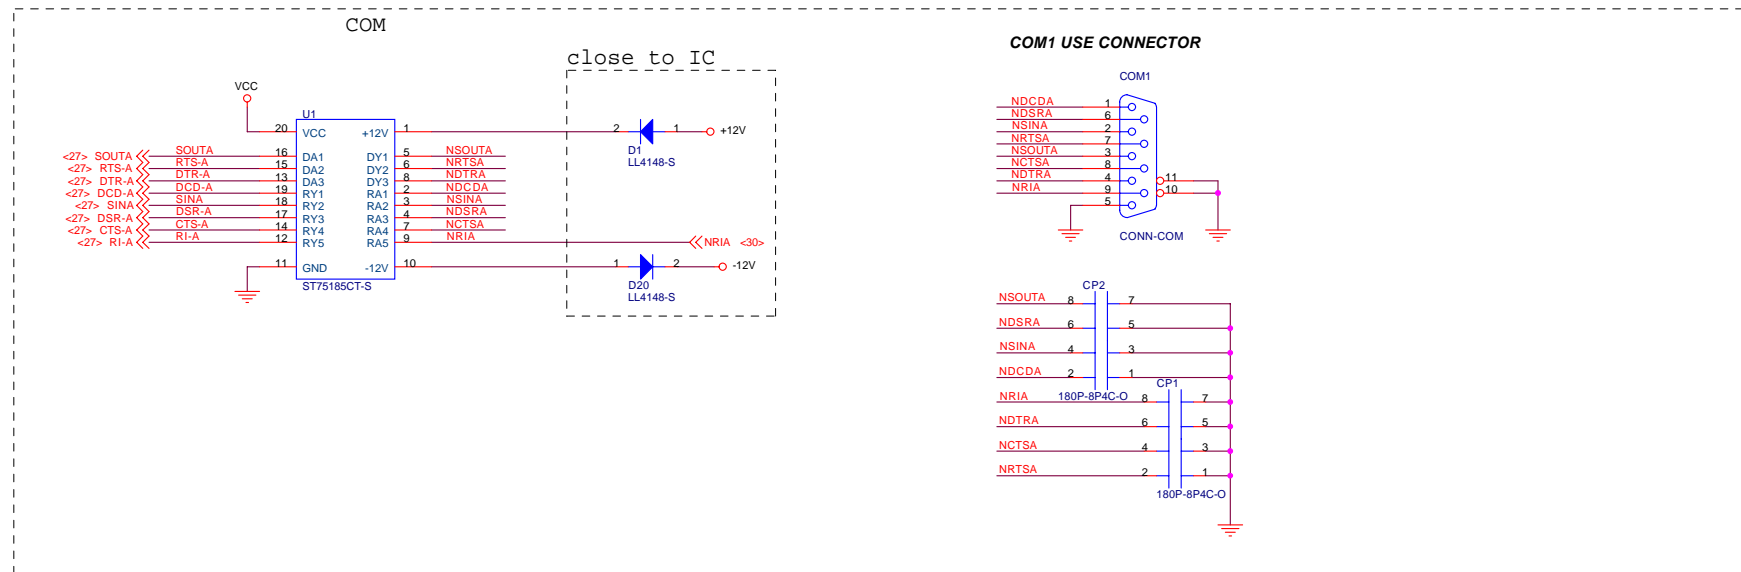 COM
close to IC
VCC
U1
20 VCC +12V 1
2 1 +12V
D1
LL4148-S
<27> SOUTA SOUTA 16 DA1 DY1 5 NSOUTA
<27> RTS-A RTS-A 15 DA2 DY2 6 NRTSA
<27> DTR-A DTR-A 13 DA3 DY3 8 NDTRA
<27> DCD-A DCD-A 19 RY1 RA1 2 NDCDA
<27> SINA SINA 18 RY2 RA2 3 NSINA
<27> DSR-A DSR-A 17 RY3 RA3 4 NDSRA
<27> CTS-A CTS-A 14 RY4 RA4 7 NCTSA
<27> RI-A RI-A 12 RY5 RA5 9 NRIA
NRIA <30>
11 GND -12V 10
1 2 -12V
ST75185CT-S
D20
LL4148-S
COM1 USE CONNECTOR
COM1
NDCDA 1
NDSRA 6
NSINA 2
NRTSA 7
NSOUTA 3
NCTSA 8
NDTRA 4 11
NRIA 9 10
5
CONN-COM
CP2
NSOUTA 8 7
NDSRA 6 5
NSINA 4 3
NDCDA 2 1
CP1
180P-8P4C-O
NRIA 8 7
NDTRA 6 5
NCTSA 4 3
NRTSA 2 1
180P-8P4C-O